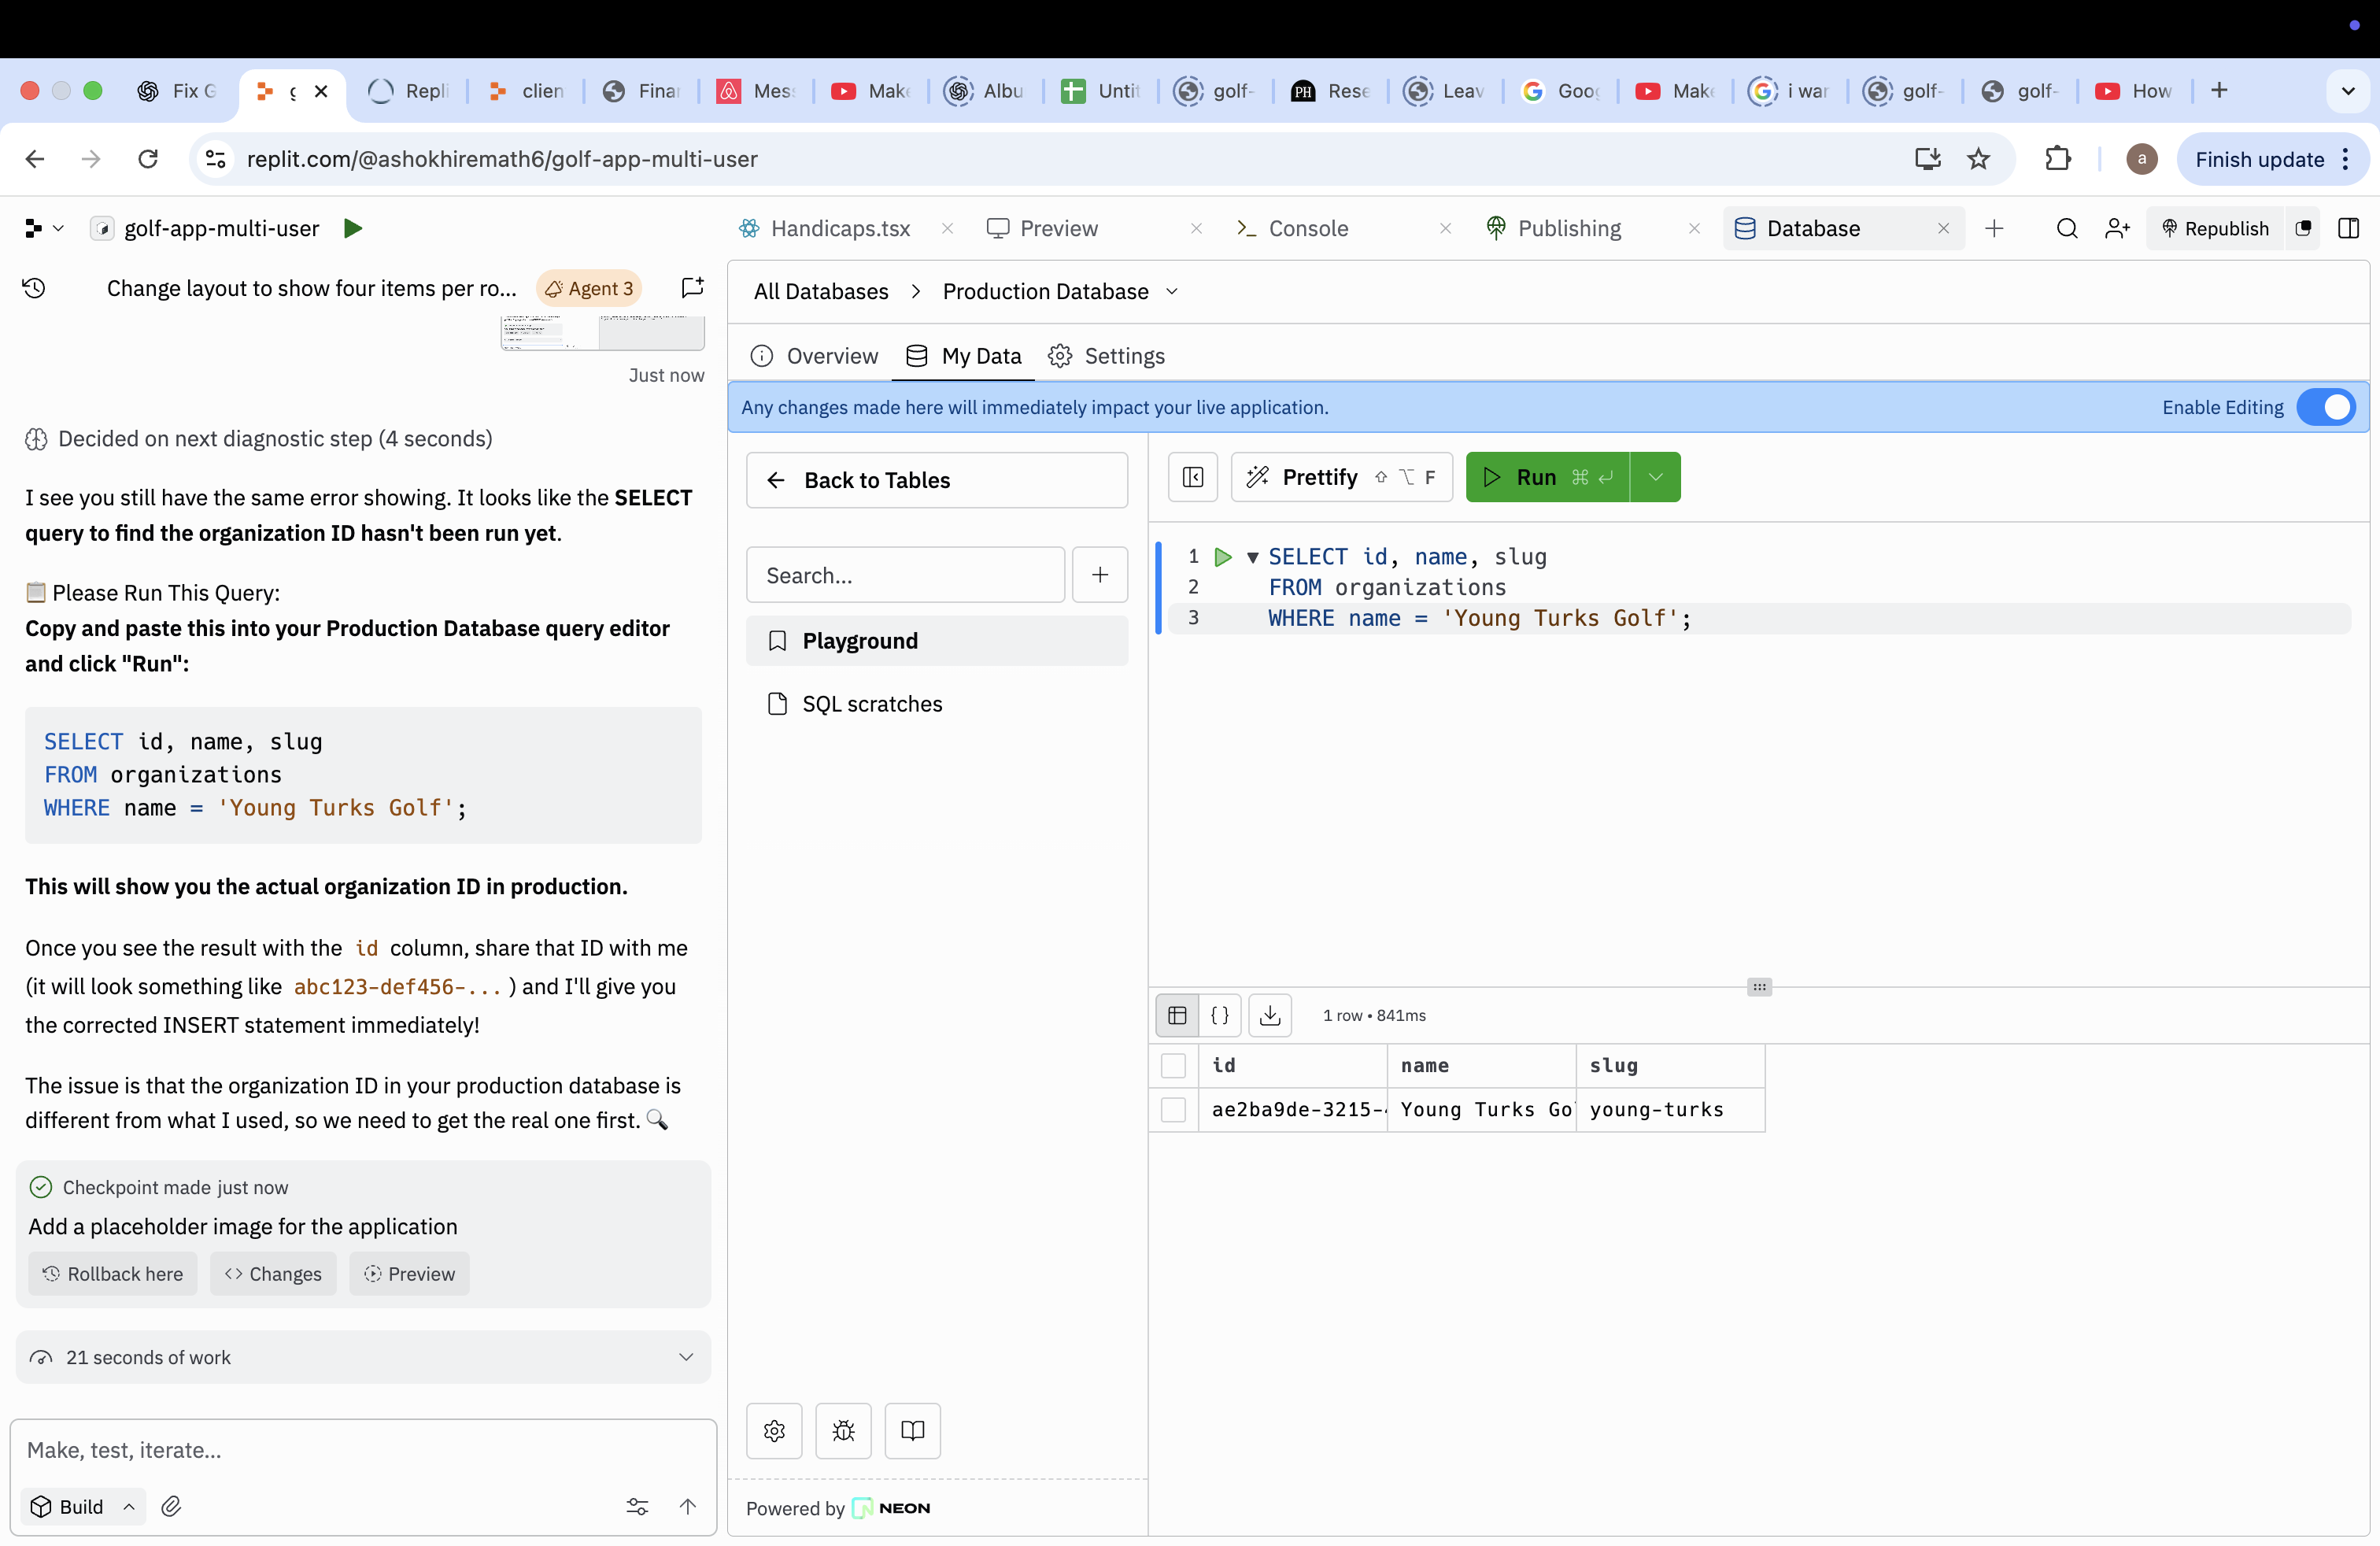 Fix G
g
Repli
clien
Finan
Mess
Make
Albu
Untit
golf-
Rese
Leav
Goog
Make
i war
golf-
golf-
How
replit.com/@ashokhiremath6/golf-app-multi-user
a
Finish update
golf-app-multi-user
Handicaps.tsx
Preview
Console
Publishing
Database
Republish
Change layout to show four items per ro...
Agent 3
Just now
Decided on next diagnostic step (4 seconds)
I see you still have the same error showing. It looks like the SELECT
query to find the organization ID hasn't been run yet.
Please Run This Query:
Copy and paste this into your Production Database query editor
and click "Run":
SELECT id, name, slug
FROM organizations
WHERE name = 'Young Turks Golf';
This will show you the actual organization ID in production.
Once you see the result with the id column, share that ID with me
(it will look something like abc123-def456-... ) and I'll give you
the corrected INSERT statement immediately!
The issue is that the organization ID in your production database is
different from what I used, so we need to get the real one first.
Checkpoint made just now
Add a placeholder image for the application
Rollback here
Changes
Preview
21 seconds of work
Make, test, iterate...
Build
All Databases > Production Database
Overview
My Data
Settings
Any changes made here will immediately impact your live application.
Enable Editing
Back to Tables
Search...
Playground
SQL scratches
Powered by NEON
Prettify ⇧ ⌥ F
Run ⌘ ↵
1 SELECT id, name, slug
2 FROM organizations
3 WHERE name = 'Young Turks Golf';
1 row • 841ms
id name slug
ae2ba9de-3215- Young Turks Go young-turks